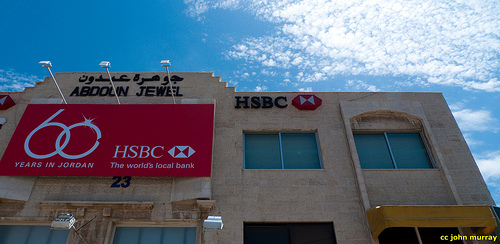 جوهرة عبدون
ABDOUN JEWEL
HSBC
60
YEARS IN JORDAN
HSBC
The world's local bank
23
cc john murray